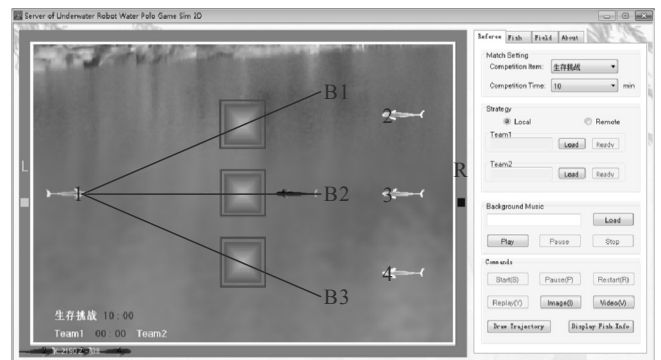 Server of Underwater Robot Water Polo Game Sim 2D
B1
2
L
R
1
B2
3
B3
4
生存挑战 10:00
Team1 00:00 Team2
Referee Fish Field About
Match Setting
Competition Item: 生存挑战
Competition Time: 10 min
Strategy
Local Remote
Team1
Load Ready
Team2
Load Ready
Background Music
Load
Play Pause Stop
Commands
Start(S) Pause(P) Restart(R)
Replay(Y) Image(I) Video(V)
Draw Trajectory Display Fish Info